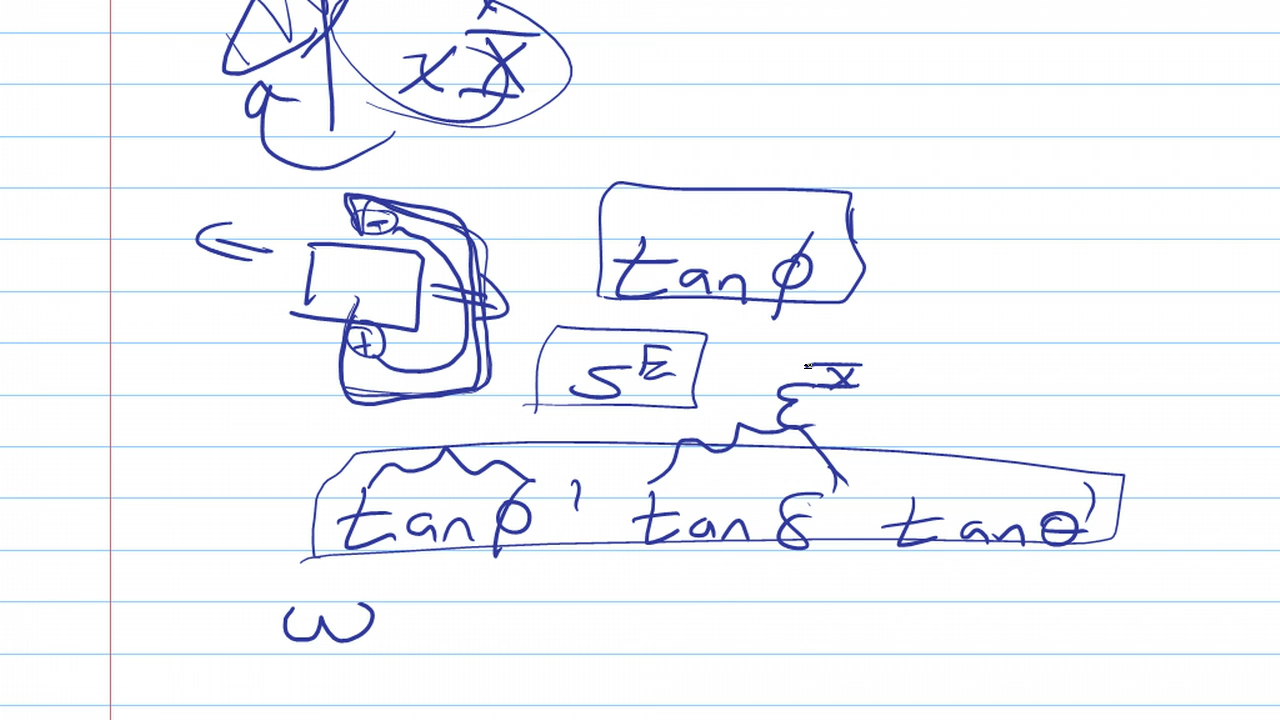 x x̄
a
-
tan φ
+
S^E
Σ^x̄
tan ρ ' tan δ ' tan θ '
ω